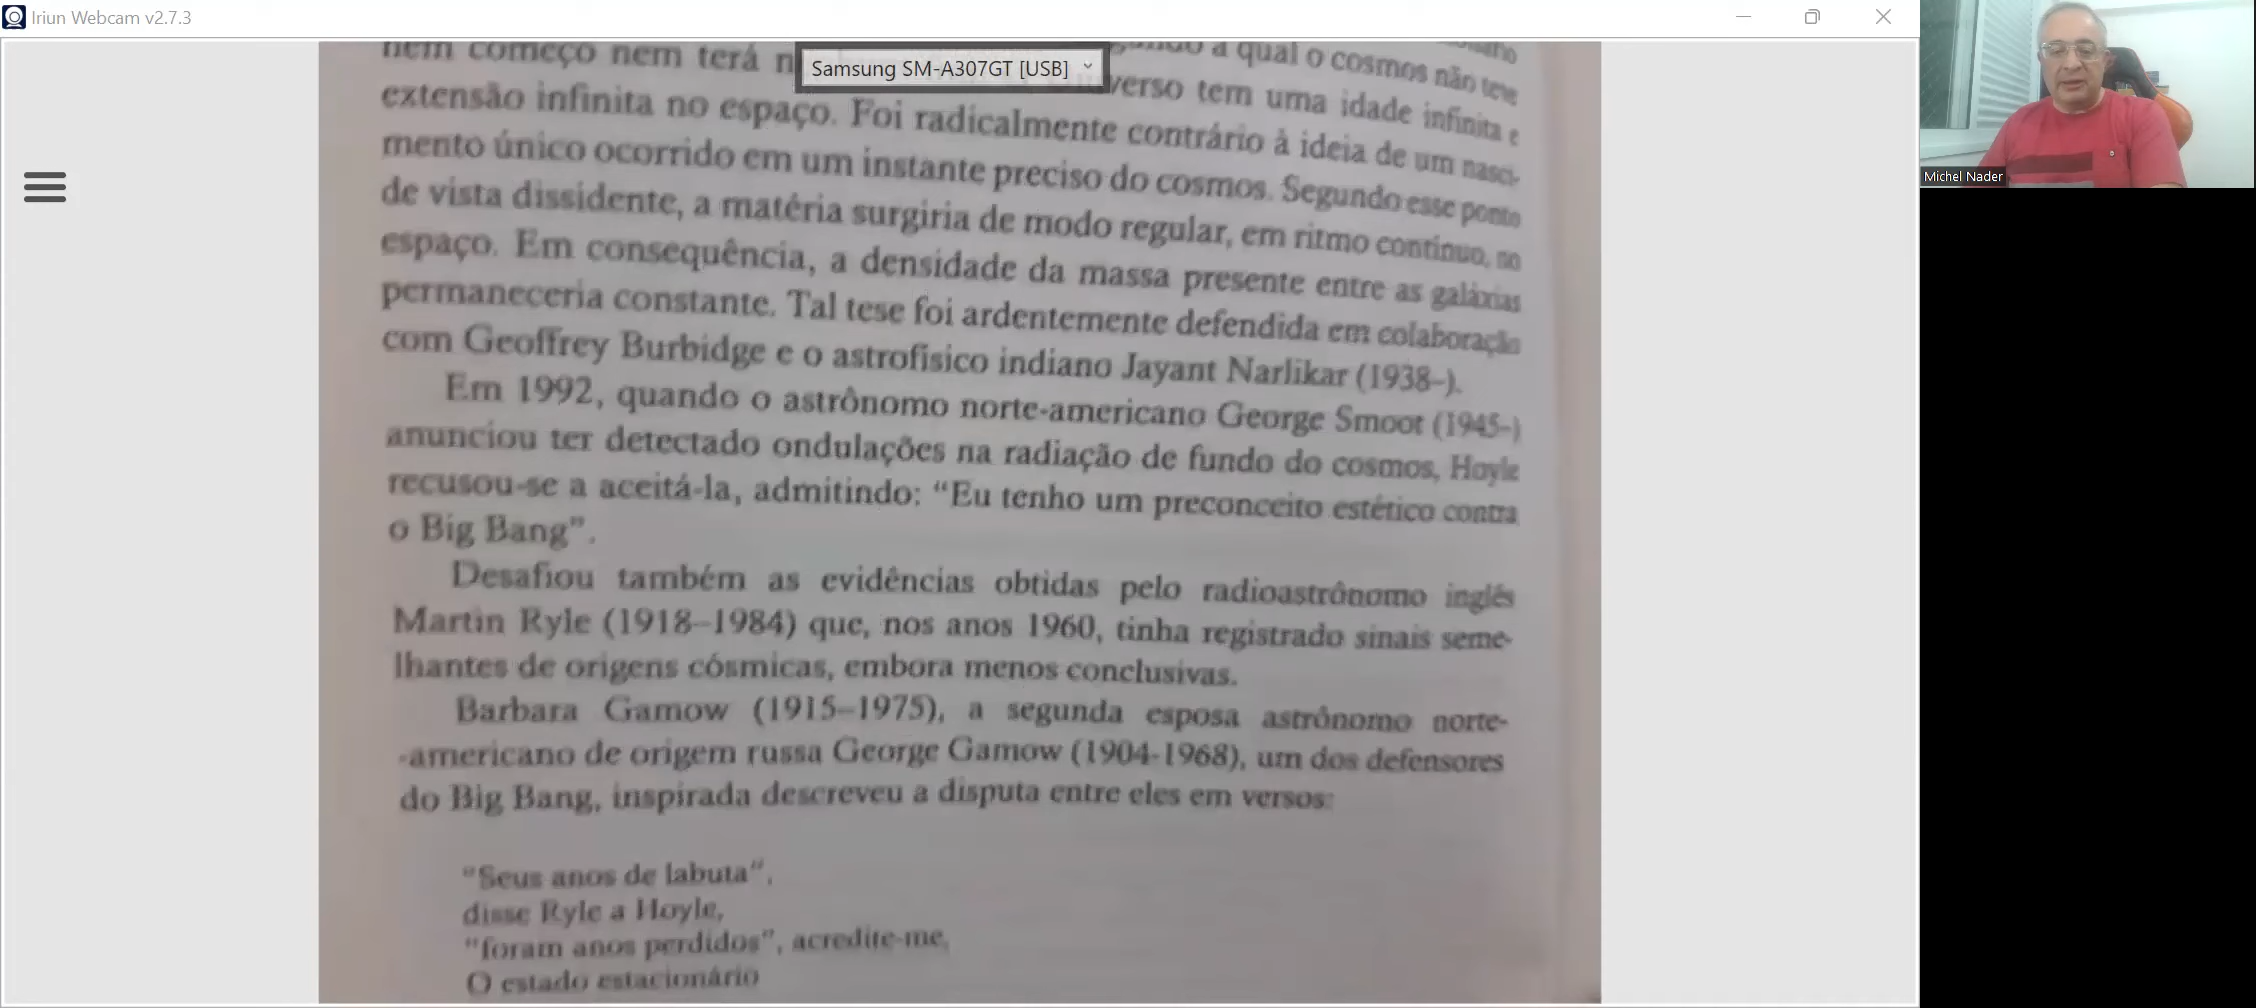 Iriun Webcam v2.7.3
Samsung SM-A307GT [USB]
Michel Nader
a qual o cosmos não teve
nem começo nem terá verso tem uma idade infinita e
extensão infinita no espaço. Foi radicalmente contrário à ideia de um nasci-
mento único ocorrido em um instante preciso do cosmos. Segundo esse ponto
de vista dissidente, a matéria surgiria de modo regular, em ritmo contínuo, no
espaço. Em consequência, a densidade da massa presente entre as galáxias
permaneceria constante. Tal tese foi ardentemente defendida em colaboração
com Geoffrey Burbidge e o astrofísico indiano Jayant Narlikar (1938-).
Em 1992, quando o astrônomo norte-americano George Smoot (1945-)
anunciou ter detectado ondulações na radiação de fundo do cosmos, Hoyle
recusou-se a aceitá-la, admitindo: “Eu tenho um preconceito estético contra
o Big Bang”.
Desafiou também as evidências obtidas pelo radioastrônomo inglês
Martin Ryle (1918–1984) que, nos anos 1960, tinha registrado sinais seme-
lhantes de origens cósmicas, embora menos conclusivas.
Barbara Gamow (1915–1975), a segunda esposa astrônomo norte-
-americano de origem russa George Gamow (1904-1968), um dos defensores
do Big Bang, inspirada descreveu a disputa entre eles em versos:
“Seus anos de labuta“,
disse Ryle a Hoyle,
“foram anos perdidos”, acredite-me,
O estado estacionário